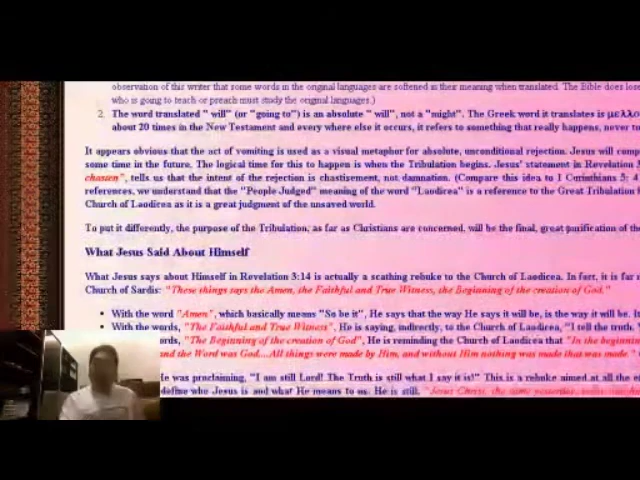 observation of this writer that some words in the original languages are softened in their meaning when translated. The Bible does
who is going to teach or preach must study the original languages.)
2. The word translated " will" (or "going to") is an absolute " will", not a "might". The Greek word it translates is μελλο
about 20 times in the New Testament and every where else it occurs, it refers to something that really happens, never
It appears obvious that the act of vomiting is used as a visual metaphor for absolute, unconditional rejection. Jesus will
some time in the future. The logical time for this to happen is when the Tribulation begins. Jesus' statement in Revelation
chasten", tells us that the intent of the rejection is chastisement, not damnation. (Compare this idea to 1 Corinthians 5: 4
references, we understand that the "People Judged" meaning of the word "Laodicea" is a reference to the Great Tribulation
Church of Laodicea as it is a great judgment of the unsaved world.
To put it differently, the purpose of the Tribulation, as far as Christians are concerned, will be the final, great purification of
What Jesus Said About Himself
What Jesus says about Himself in Revelation 3:14 is actually a scathing rebuke to the Church of Laodicea. In fact, it is far
Church of Sardis: "These things says the Amen, the Faithful and True Witness, the Beginning of the creation of God."
• With the word "Amen", which basically means "So be it", He says that the way He says it will be, is the way it will be.
• With the words, "The Faithful and True Witness", He is saying, indirectly, to the Church of Laodicea, "I tell the truth.
words, "The Beginning of the creation of God", He is reminding the Church of Laodicea that "In the beginning
and the Word was God....All things were made by Him, and without Him nothing was made that was made
He was proclaiming, "I am still Lord! The Truth is still what I say it is!" This is a rebuke aimed at all the
define who Jesus is and what He means to us. He is still, "Jesus Christ, the same yesterday,